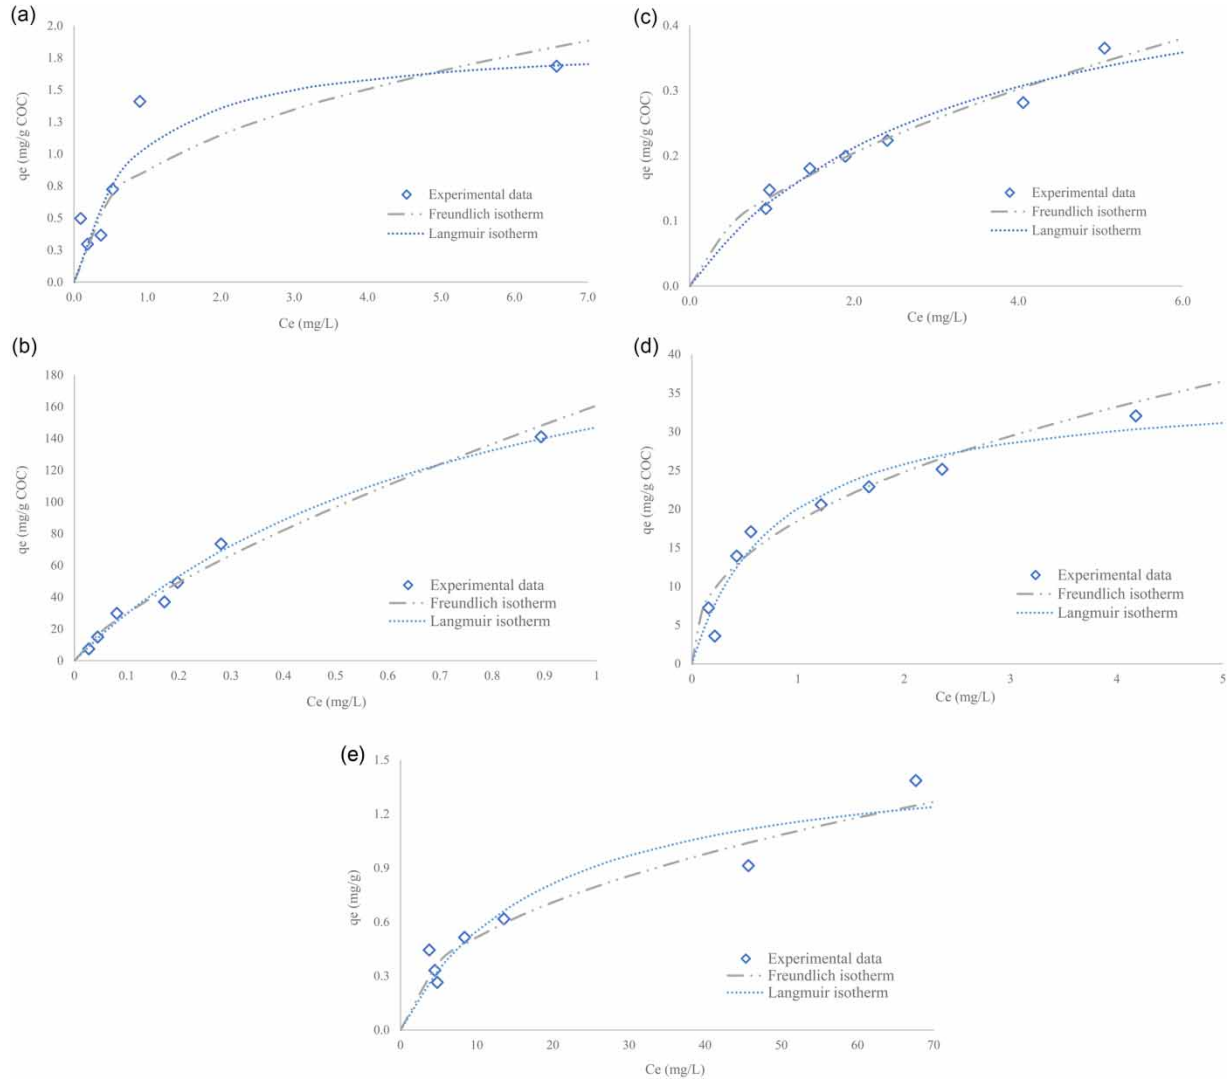 (a)
2.0
1.8
1.5
1.3
1.0
0.8
0.5
0.3
0.0
qe (mg/g COC)
Experimental data
Freundlich isotherm
Langmuir isotherm
0.0 1.0 2.0 3.0 4.0 5.0 6.0 7.0
Ce (mg/L)
(c)
0.4
0.3
0.2
0.1
0.0
qe (mg/g COC)
Experimental data
Freundlich isotherm
Langmuir isotherm
0.0 2.0 4.0 6.0
Ce (mg/L)
(b)
180
160
140
120
100
80
60
40
20
0
qe (mg/g COC)
Experimental data
Freundlich isotherm
Langmuir isotherm
0 0.1 0.2 0.3 0.4 0.5 0.6 0.7 0.8 0.9 1
Ce (mg/L)
(d)
40
35
30
25
20
15
10
5
0
qe (mg/g COC)
Experimental data
Freundlich isotherm
Langmuir isotherm
0 1 2 3 4 5
Ce (mg/L)
(e)
1.5
1.2
0.9
0.6
0.3
0.0
qe (mg/g)
Experimental data
Freundlich isotherm
Langmuir isotherm
0 10 20 30 40 50 60 70
Ce (mg/L)